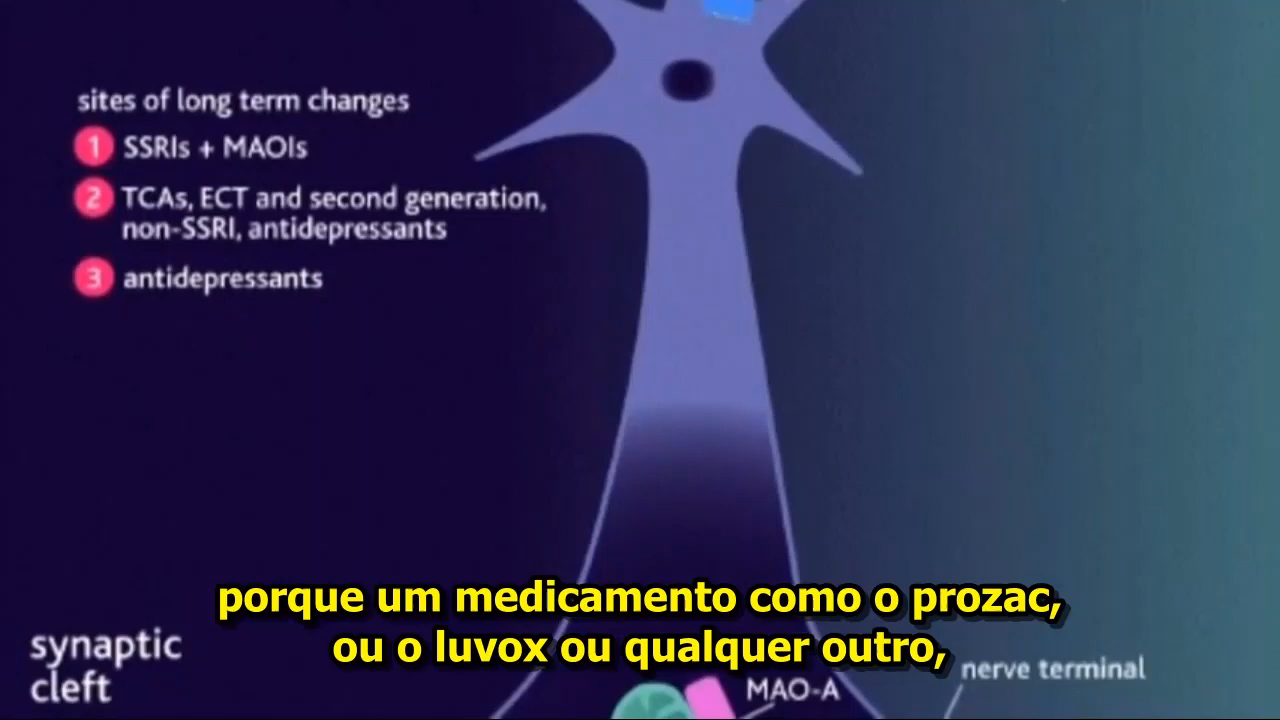 sites of long term changes
1 SSRIs + MAOIs
2 TCAs, ECT and second generation,
non-SSRI, antidepressants
3 antidepressants
porque um medicamento como o prozac,
ou o luvox ou qualquer outro,
synaptic
cleft
nerve terminal
MAO-A